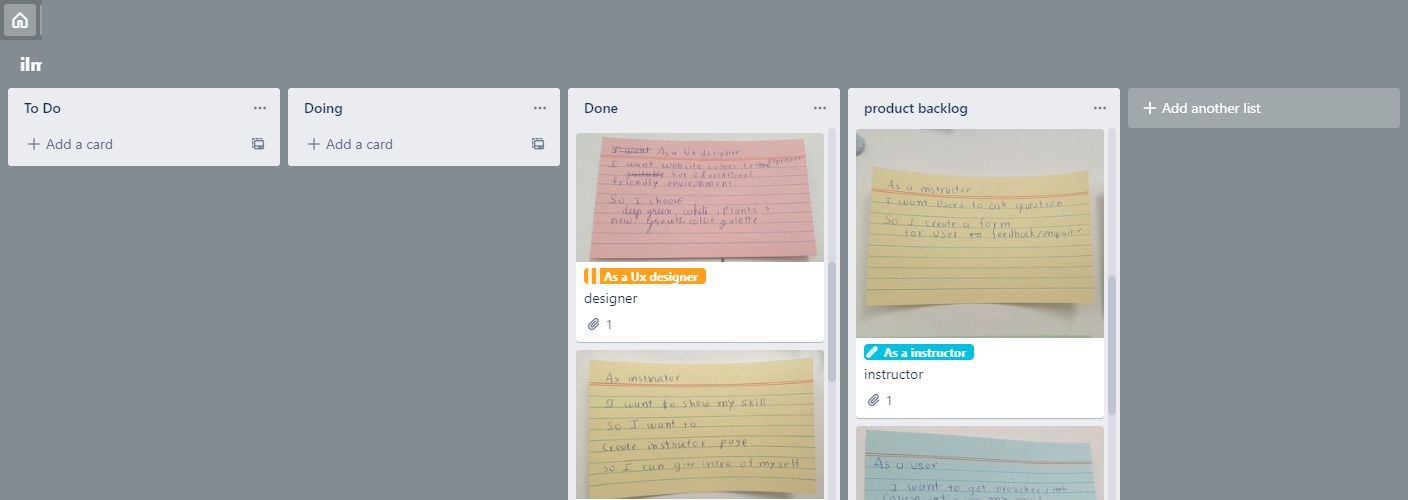 ilm
To Do
Add a card
Doing
Add a card
Done
I want As a Ux designer
I want website colors to
suitable for educational
friendly environment
So I choose
deep green, white, plants
new growth color palette
As a Ux designer
designer
1
As instructor
I want to show my skill
So I want to
Create instructor page
so I can give intro of myself
product backlog
As a instructor
I want users to ask question
So I create a form
for user to feedback/enquiry
As a instructor
instructor
1
As a user
I want to get broucher/int
Add another list